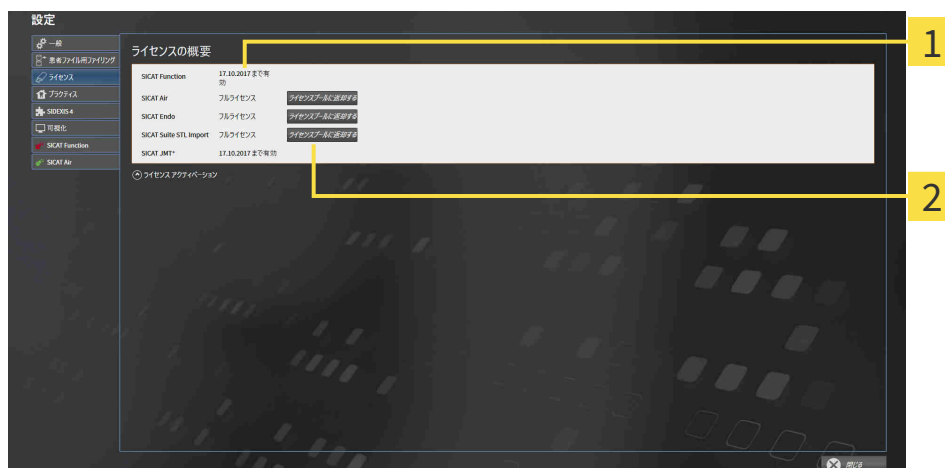 設定
一般
患者ファイル用ファイリング
ライセンス
プラクティス
SIDEXIS 4
可視化
SICAT Function
SICAT Air
ライセンスの概要
SICAT Function 17.10.2017 まで有効
SICAT Air フルライセンス ライセンスプールに返却する
SICAT Endo フルライセンス ライセンスプールに返却する
SICAT Suite STL Import フルライセンス ライセンスプールに返却する
SICAT JMT⁺ 17.10.2017 まで有効
ライセンス アクティベーション
閉じる
1
2